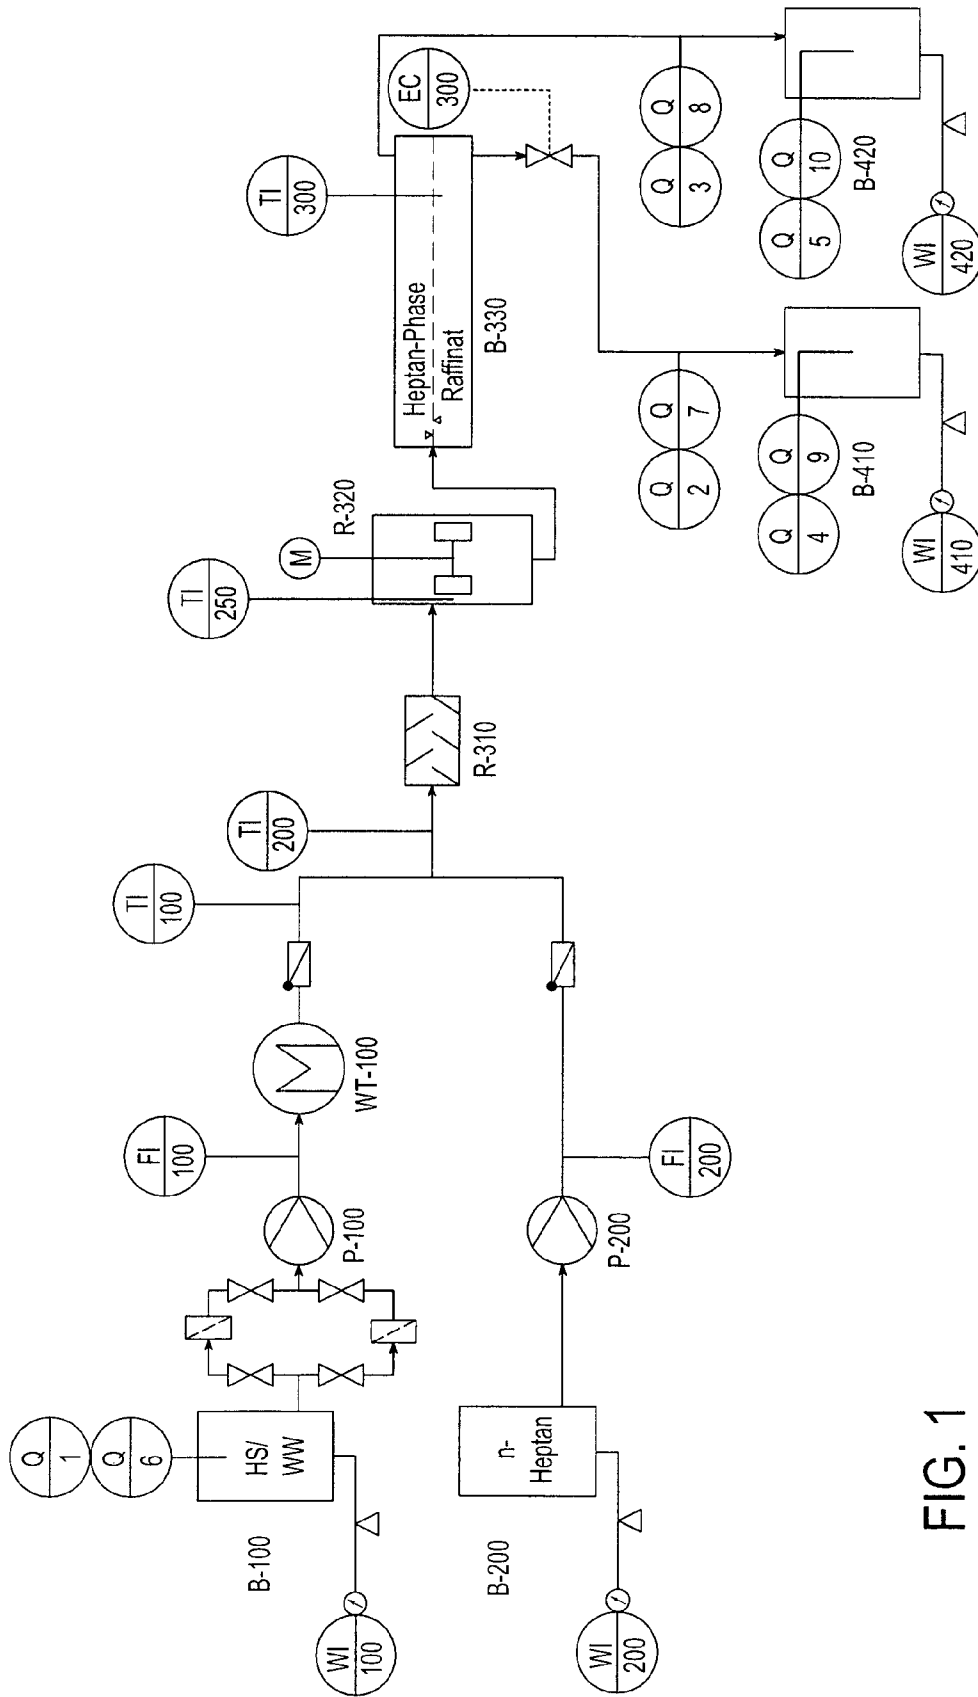 Q
1
Q
6
HS/
WW
B-100
WI
100
FI
100
P-100
WT-100
TI
100
TI
200
n-
Heptan
B-200
WI
200
P-200
FI
200
R-310
TI
250
M
R-320
TI
300
Heptan-Phase
Raffinat
B-330
EC
300
Q
2
Q
7
Q
3
Q
8
Q
4
Q
9
B-410
WI
410
Q
5
Q
10
B-420
WI
420
FIG. 1